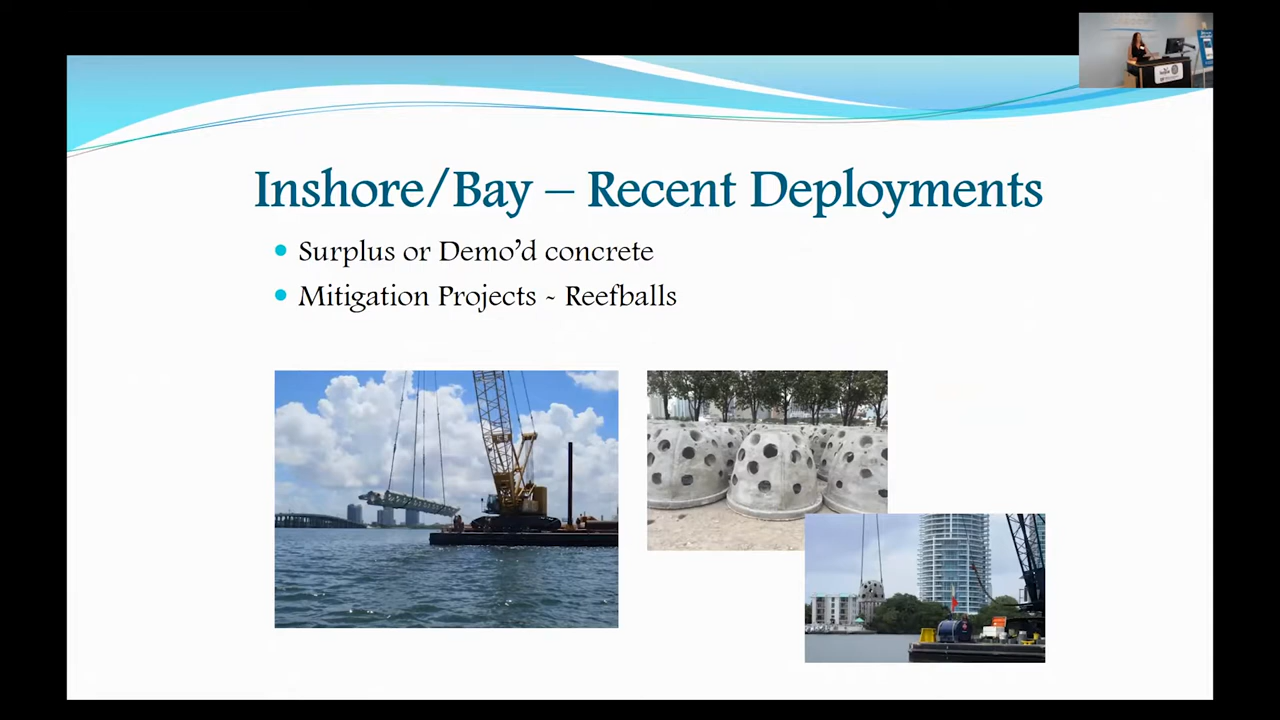 Inshore/Bay – Recent Deployments
Surplus or Demo’d concrete
Mitigation Projects ~ Reefballs